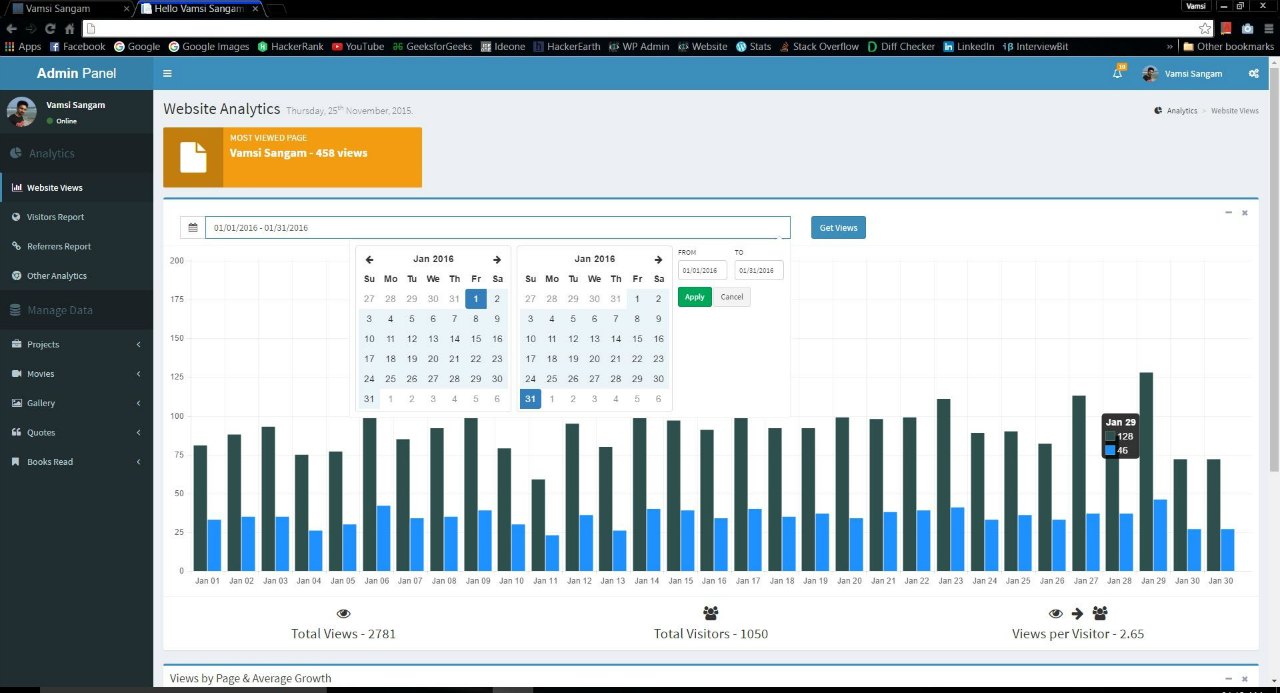 Vamsi Sangam
Hello Vamsi Sangam
Vamsi
Apps Facebook Google Google Images HackerRank YouTube GeeksforGeeks Ideone HackerEarth WP Admin Website Stats Stack Overflow Diff Checker LinkedIn InterviewBit » Other bookmarks
Admin Panel
10
Vamsi Sangam
Vamsi Sangam
Online
Website Analytics Thursday, 25th November, 2015.
Analytics > Website Views
MOST VIEWED PAGE
Vamsi Sangam - 458 views
Analytics
Website Views
Visitors Report
Referrers Report
Other Analytics
Manage Data
Projects
Movies
Gallery
Quotes
Books Read
01/01/2016 - 01/31/2016
Get Views
Jan 2016
Su Mo Tu We Th Fr Sa
27 28 29 30 31 1 2
3 4 5 6 7 8 9
10 11 12 13 14 15 16
17 18 19 20 21 22 23
24 25 26 27 28 29 30
31 1 2 3 4 5 6
Jan 2016
Su Mo Tu We Th Fr Sa
27 28 29 30 31 1 2
3 4 5 6 7 8 9
10 11 12 13 14 15 16
17 18 19 20 21 22 23
24 25 26 27 28 29 30
31 1 2 3 4 5 6
FROM TO
01/01/2016 01/31/2016
Apply Cancel
200
175
150
125
100
75
50
25
0
Jan 29
128
46
Jan 01 Jan 02 Jan 03 Jan 04 Jan 05 Jan 06 Jan 07 Jan 08 Jan 09 Jan 10 Jan 11 Jan 12 Jan 13 Jan 14 Jan 15 Jan 16 Jan 17 Jan 18 Jan 19 Jan 20 Jan 21 Jan 22 Jan 23 Jan 24 Jan 25 Jan 26 Jan 27 Jan 28 Jan 29 Jan 30 Jan 30
Total Views - 2781
Total Visitors - 1050
Views per Visitor - 2.65
Views by Page & Average Growth